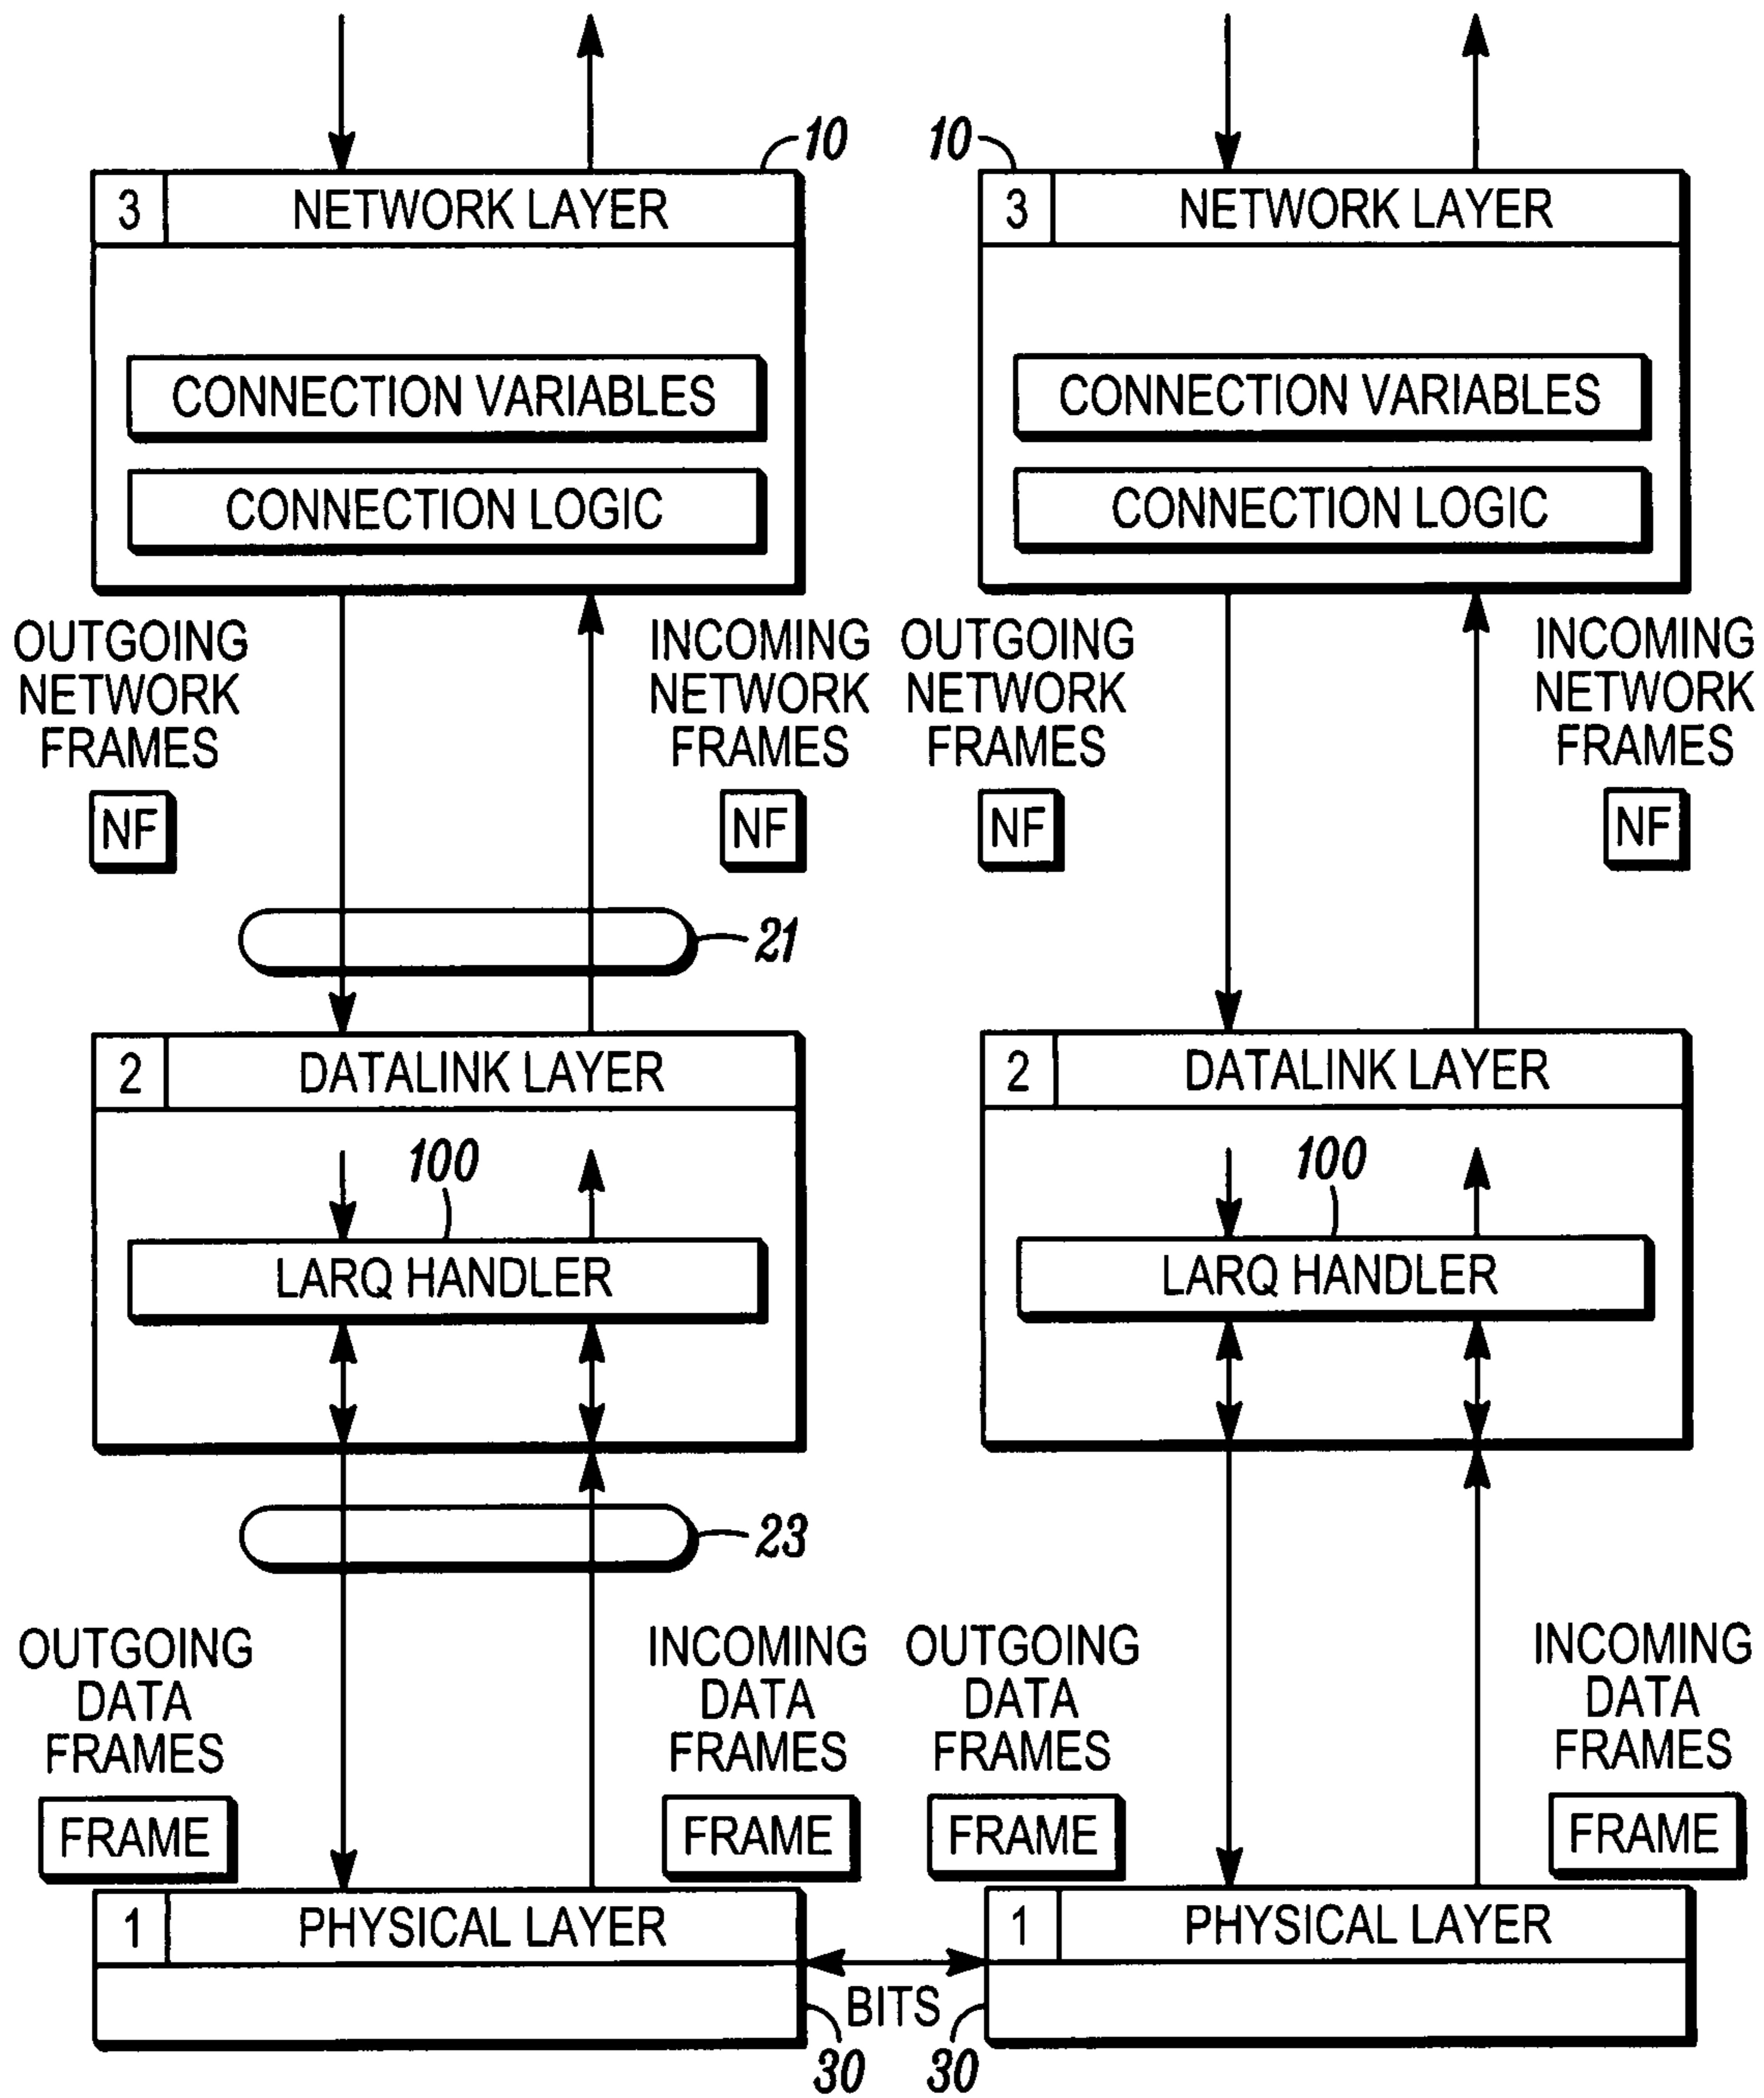 10
10
3
NETWORK LAYER
3
NETWORK LAYER
CONNECTION VARIABLES
CONNECTION VARIABLES
CONNECTION LOGIC
CONNECTION LOGIC
OUTGOING
NETWORK
FRAMES
NF
INCOMING
NETWORK
FRAMES
NF
OUTGOING
NETWORK
FRAMES
NF
INCOMING
NETWORK
FRAMES
NF
21
2
DATALINK LAYER
2
DATALINK LAYER
100
100
LARQ HANDLER
LARQ HANDLER
23
OUTGOING
DATA
FRAMES
FRAME
INCOMING
DATA
FRAMES
FRAME
OUTGOING
DATA
FRAMES
FRAME
INCOMING
DATA
FRAMES
FRAME
1
PHYSICAL LAYER
1
PHYSICAL LAYER
BITS
30
30